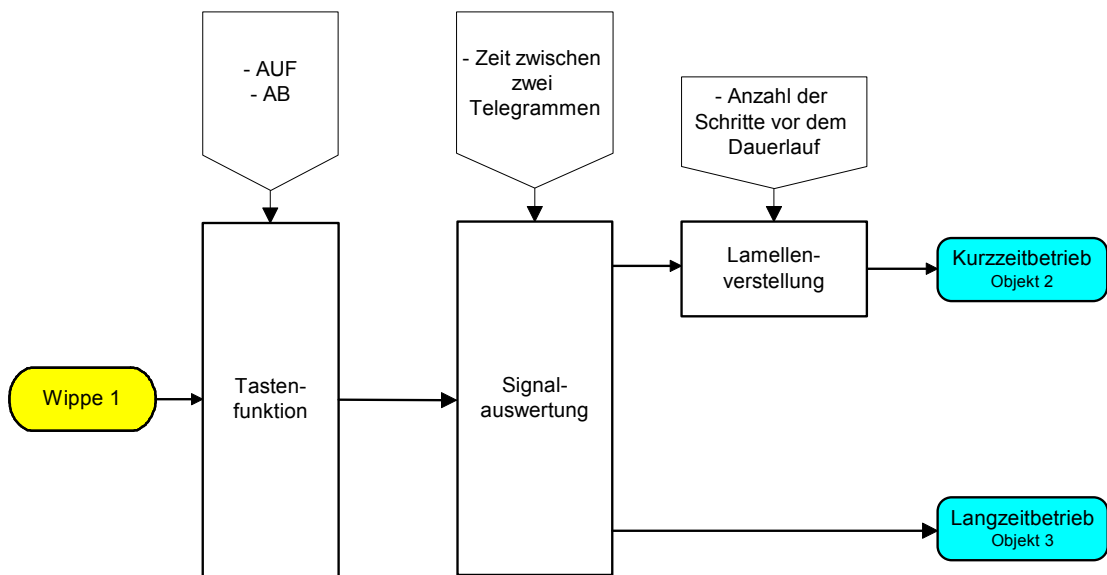 - AUF
- AB
- Zeit zwischen
zwei
Telegrammen
- Anzahl der
Schritte vor dem
Dauerlauf
Wippe 1
Tasten-
funktion
Signal-
auswertung
Lamellen-
verstellung
Kurzzeitbetrieb
Objekt 2
Langzeitbetrieb
Objekt 3